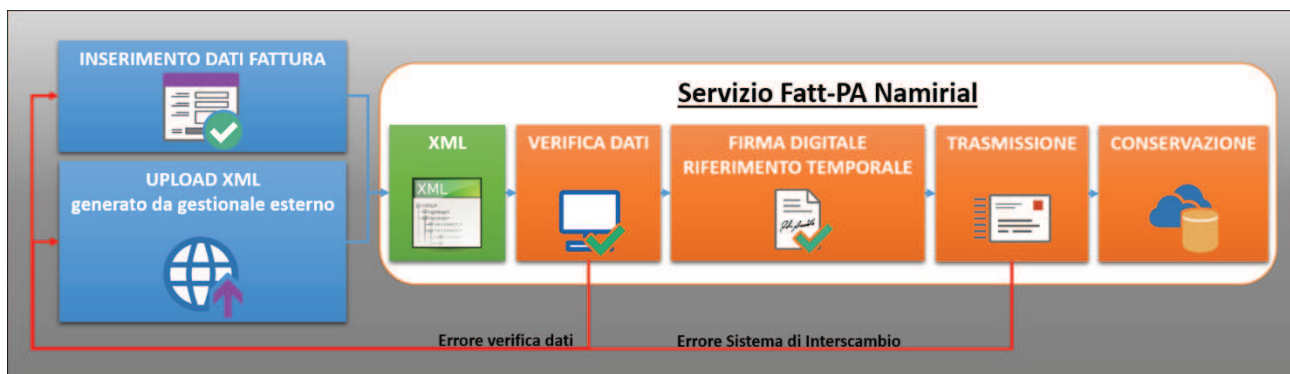 INSERIMENTO DATI FATTURA
UPLOAD XML
generato da gestionale esterno
Servizio Fatt-PA Namirial
XML
XML
VERIFICA DATI
FIRMA DIGITALE
RIFERIMENTO TEMPORALE
TRASMISSIONE
CONSERVAZIONE
Errore verifica dati
Errore Sistema di Interscambio